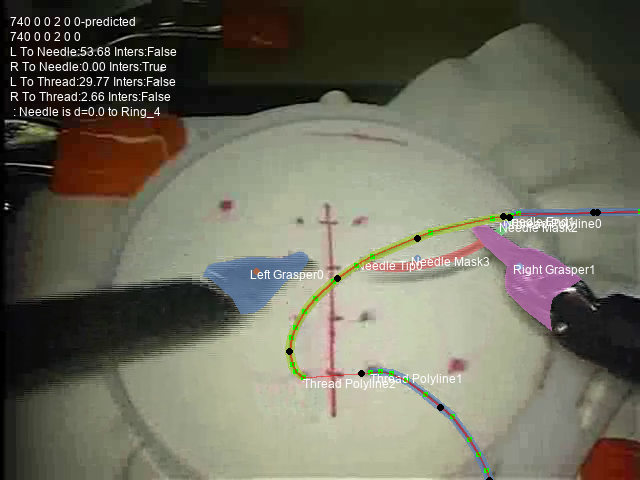 740 0 0 2 0 0-predicted
740 0 0 2 0 0
L To Needle:53.68 Inters:False
R To Needle:0.00 Inters:True
L To Thread:29.77 Inters:False
R To Thread:2.66 Inters:False
: Needle is d=0.0 to Ring_4
Needle Mask2
Needle Tip0
Needle Mask3
Left Grasper0
Right Grasper1
Thread Polyline2
Thread Polyline1